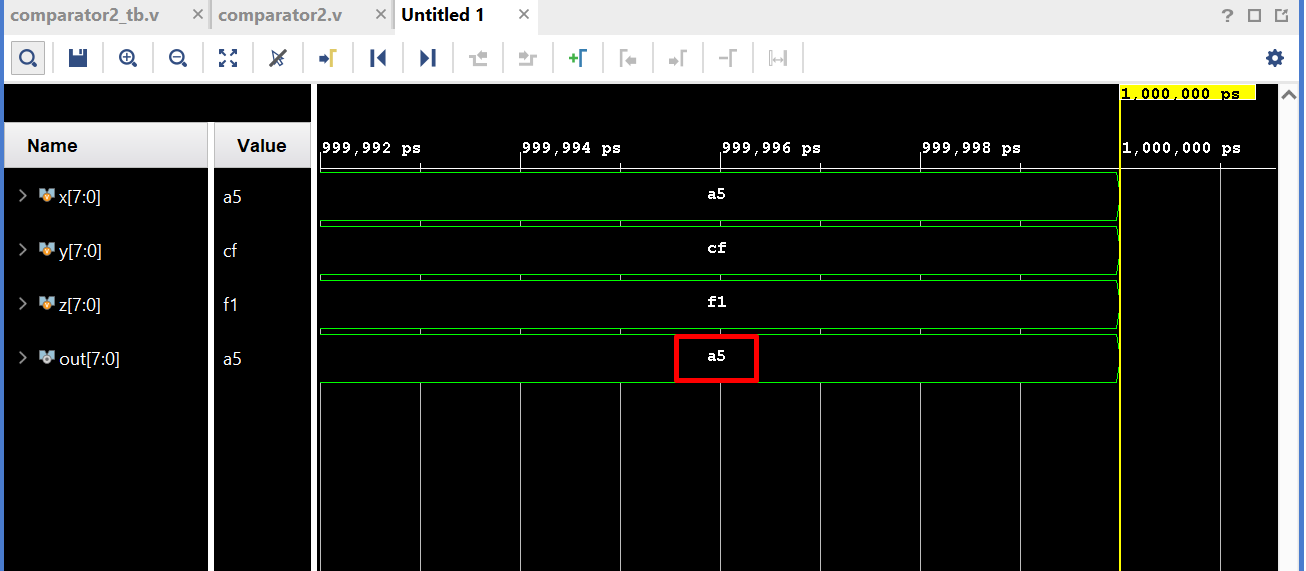 comparator2_tb.v × comparator2.v × Untitled 1 × ?
1,000,000 ps
Name Value 999,992 ps 999,994 ps 999,996 ps 999,998 ps 1,000,000 ps
x[7:0] a5 a5
y[7:0] cf cf
z[7:0] f1 f1
out[7:0] a5 a5